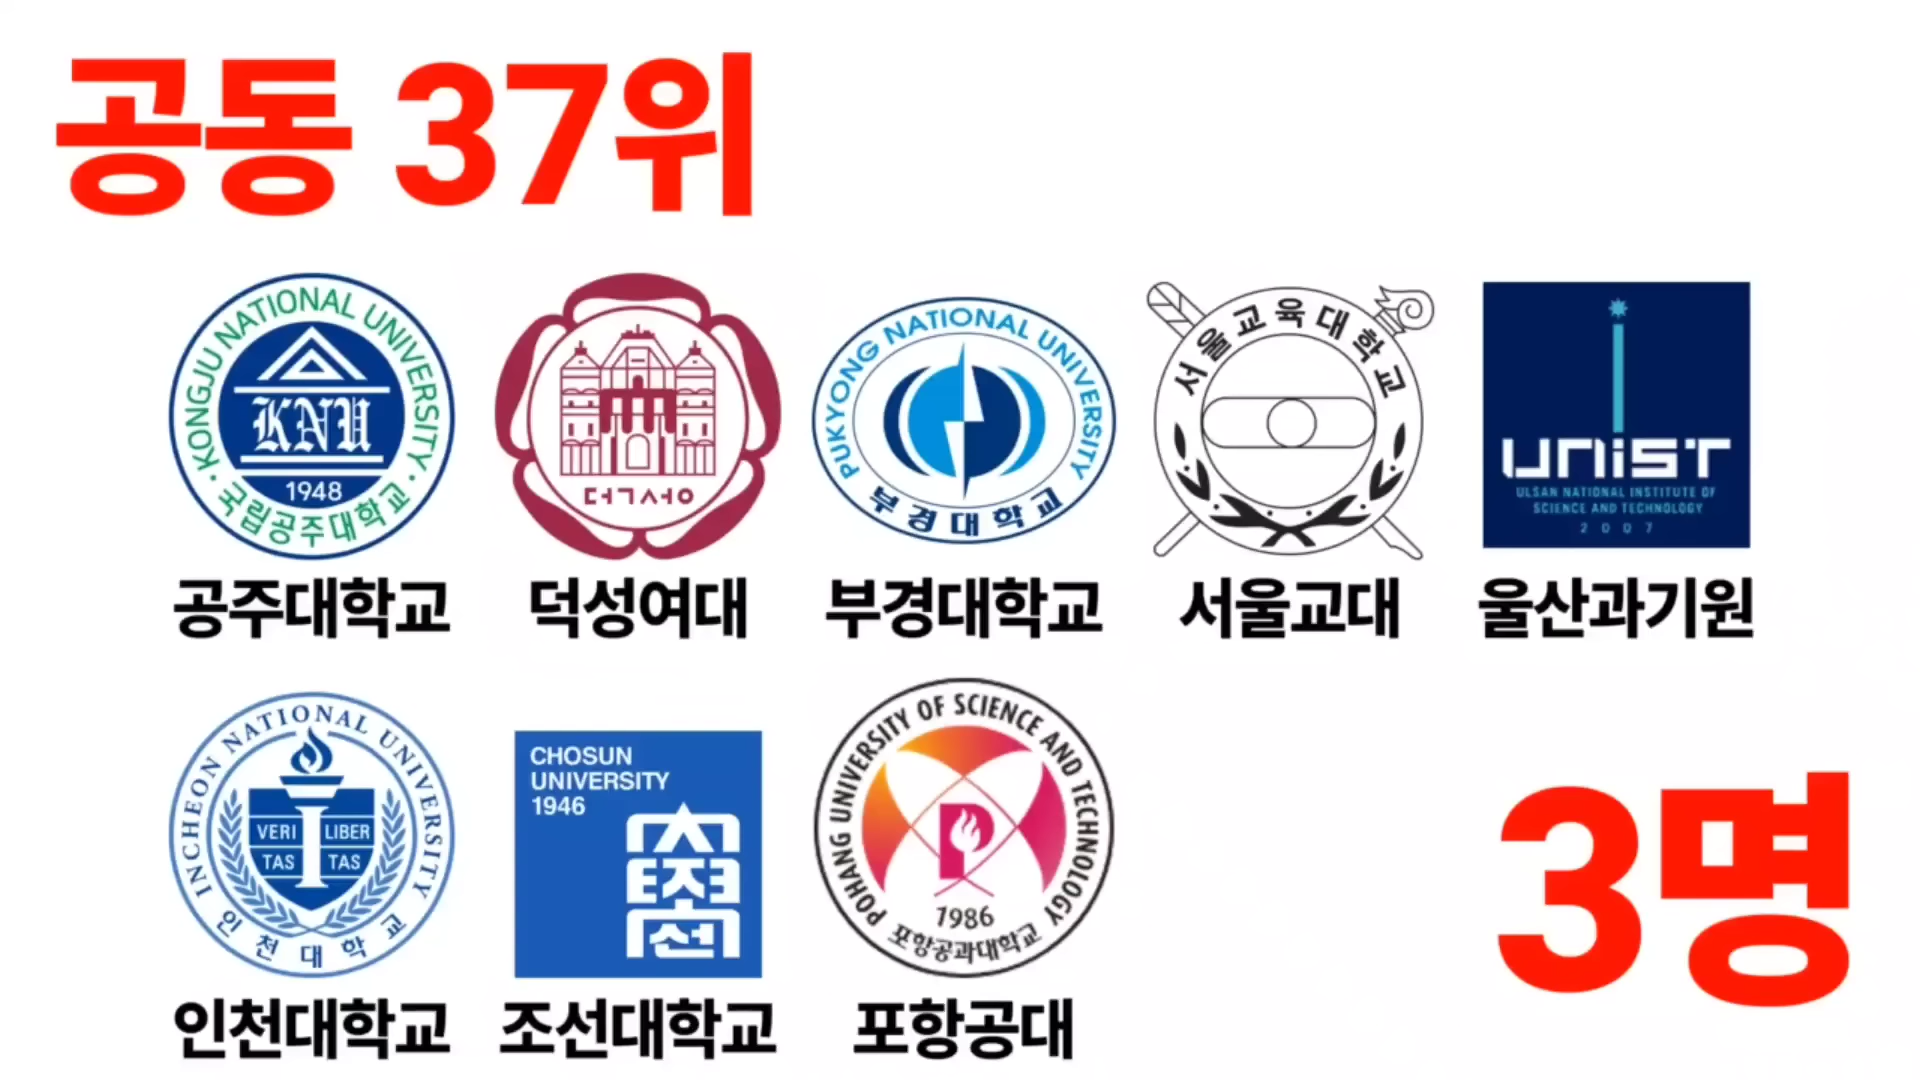 공동 37위
KONGJU NATIONAL UNIVERSITY
KNU
1948
국립공주대학교
더ㄱ서ㅇ
PUKYONG NATIONAL UNIVERSITY
부경대학교
서울교육대학교
UNIST
ULSAN NATIONAL INSTITUTE OF
SCIENCE AND TECHNOLOGY
2007
공주대학교
덕성여대
부경대학교
서울교대
울산과기원
INCHEON NATIONAL UNIVERSITY
VERI LIBER
TAS TAS
인천대학교
CHOSUN
UNIVERSITY
1946
조선
POHANG UNIVERSITY OF SCIENCE AND TECHNOLOGY
1986
포항공과대학교
3명
인천대학교
조선대학교
포항공대